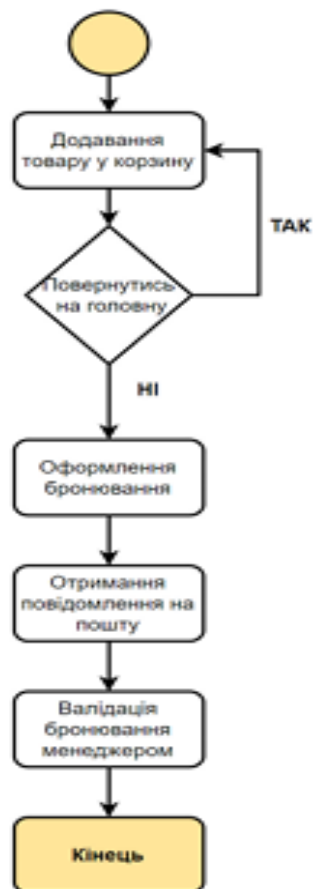 Додавання
товару у корзину
ТАК
Повернутись
на головну
НІ
Оформлення
бронювання
Отримання
повідомлення на
пошту
Валідація
бронювання
менеджером
Кінець